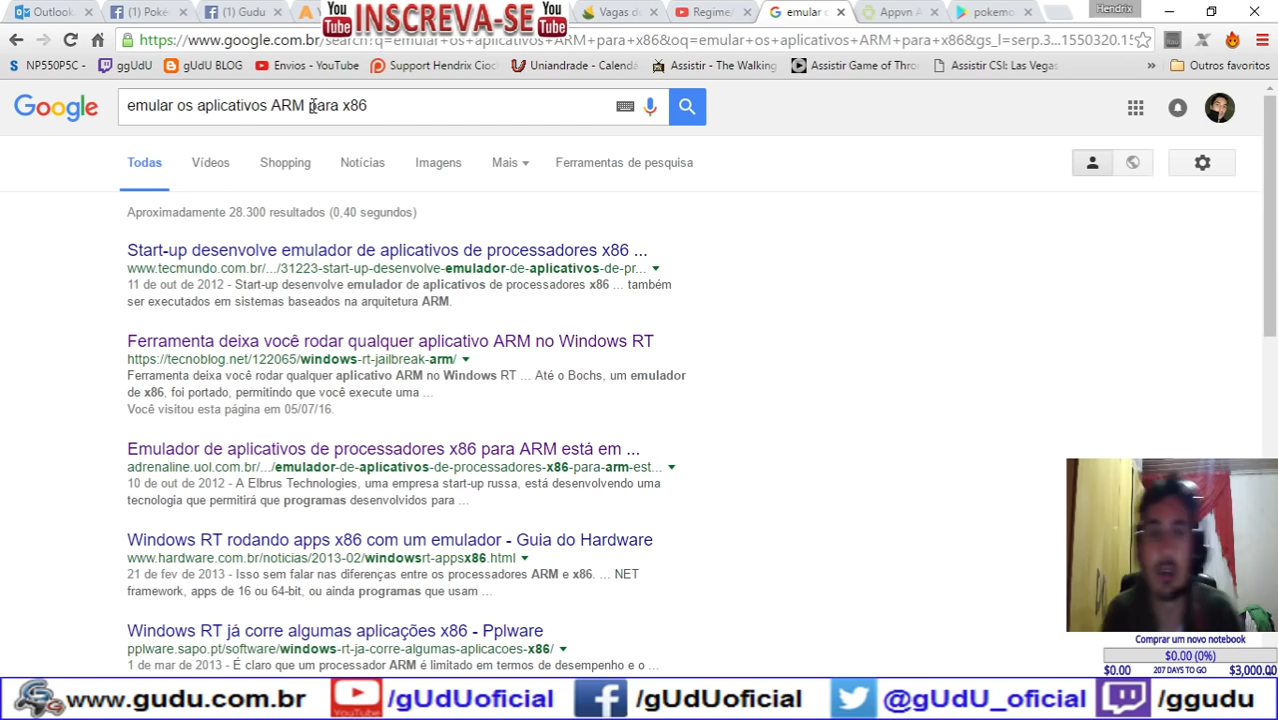 Outlook
(1) Poké
(1) Gudu
You Tube INSCREVA-SE You Tube
Vagas d
Regime/
emular c
Appvn A
pokemo
Hendrix
https://www.google.com.br/search?q=emular+os+aplicativos+ARM+para+x86&oq=emular+os+aplicativos+ARM+para+x86&gs_l=serp.3...1550320.15
NP550P5C -
ggUdU
gUdU BLOG
Envios - YouTube
Support Hendrix Cioc
Uniandrade - Calenda
Assistir - The Walking
Assistir Game of Thro
Assistir CSI: Las Vegas
»
Outros favoritos
Google
emular os aplicativos ARM para x86
Todas Vídeos Shopping Notícias Imagens Mais Ferramentas de pesquisa
Aproximadamente 28.300 resultados (0,40 segundos)
Start-up desenvolve emulador de aplicativos de processadores x86 ...
www.tecmundo.com.br/.../31223-start-up-desenvolve-emulador-de-aplicativos-de-pr...
11 de out de 2012 - Start-up desenvolve emulador de aplicativos de processadores x86 ... também
ser executados em sistemas baseados na arquitetura ARM.
Ferramenta deixa você rodar qualquer aplicativo ARM no Windows RT
https://tecnoblog.net/122065/windows-rt-jailbreak-arm/
Ferramenta deixa você rodar qualquer aplicativo ARM no Windows RT ... Até o Bochs, um emulador
de x86, foi portado, permitindo que você execute uma ...
Você visitou esta página em 05/07/16.
Emulador de aplicativos de processadores x86 para ARM está em ...
adrenaline.uol.com.br/.../emulador-de-aplicativos-de-processadores-x86-para-arm-est...
10 de out de 2012 - A Elbrus Technologies, uma empresa start-up russa, está desenvolvendo uma
tecnologia que permitirá que programas desenvolvidos para ...
Windows RT rodando apps x86 com um emulador - Guia do Hardware
www.hardware.com.br/noticias/2013-02/windowsrt-appsx86.html
21 de fev de 2013 - Isso sem falar nas diferenças entre os processadores ARM e x86. ... NET
framework, apps de 16 ou 64-bit, ou ainda programas que usam ...
Windows RT já corre algumas aplicações x86 - Pplware
pplware.sapo.pt/software/windows-rt-ja-corre-algumas-aplicacoes-x86/
1 de mar de 2013 - É claro que um processador ARM é limitado em termos de desempenho e o ...
Comprar um novo notebook
$0.00 (0%)
$0.00 207 DAYS TO GO $3,000.00
www.gudu.com.br /gUdUoficial /gUdUoficial @gUdU_oficial /ggudu